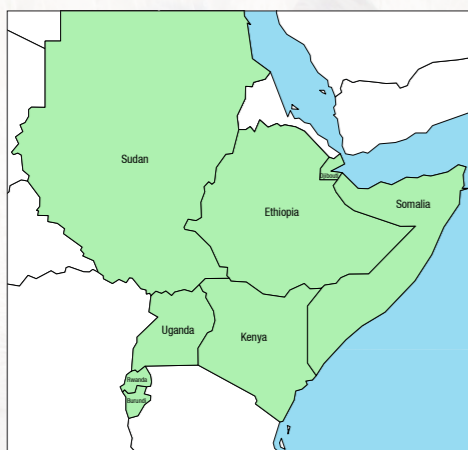 Sudan
Djibouti
Ethiopia
Somalia
Uganda
Kenya
Rwanda
Burundi